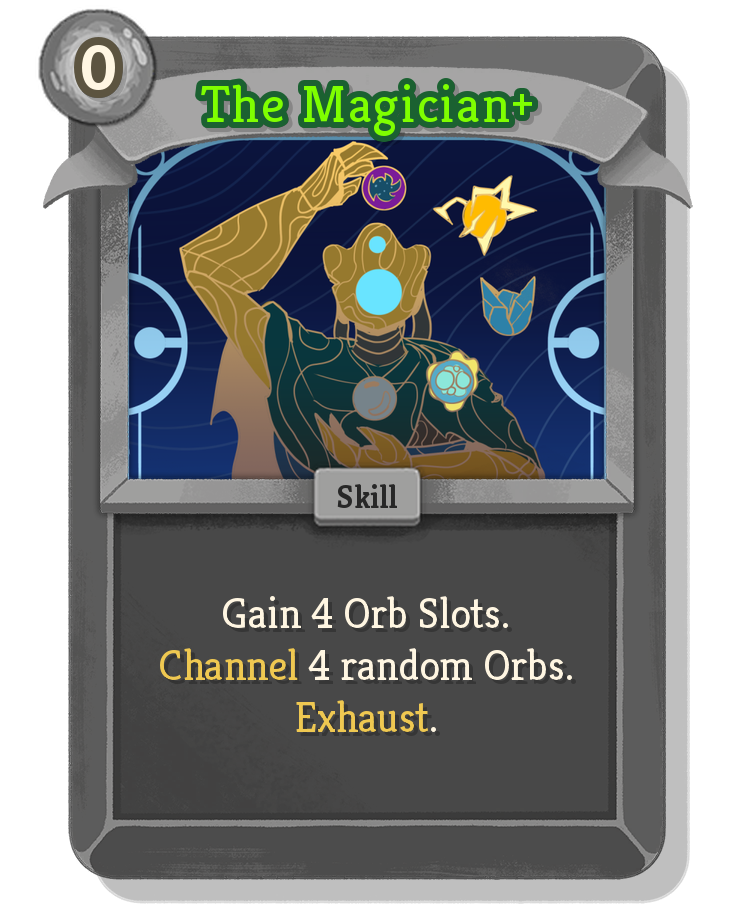 0
The Magician+
Skill
Gain 4 Orb Slots.
Channel 4 random Orbs.
Exhaust.